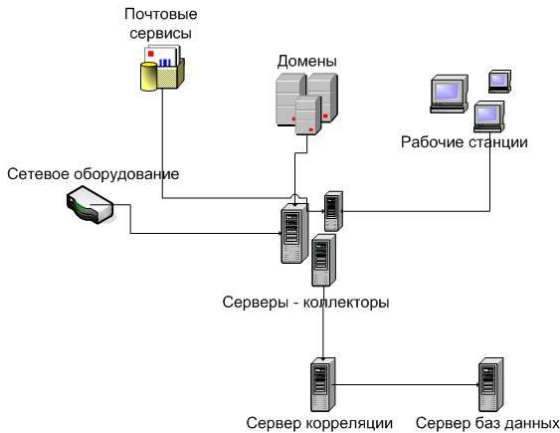 Почтовые
сервисы
Домены
Рабочие станции
Сетевое оборудование
Серверы - коллекторы
Сервер корреляции
Сервер баз данных